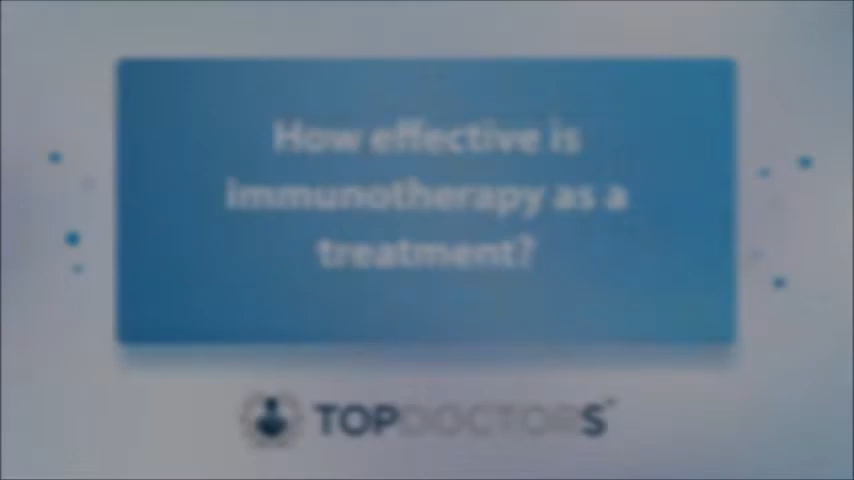 How effective is
immunotherapy as a
treatment?
TOPDOCTORS